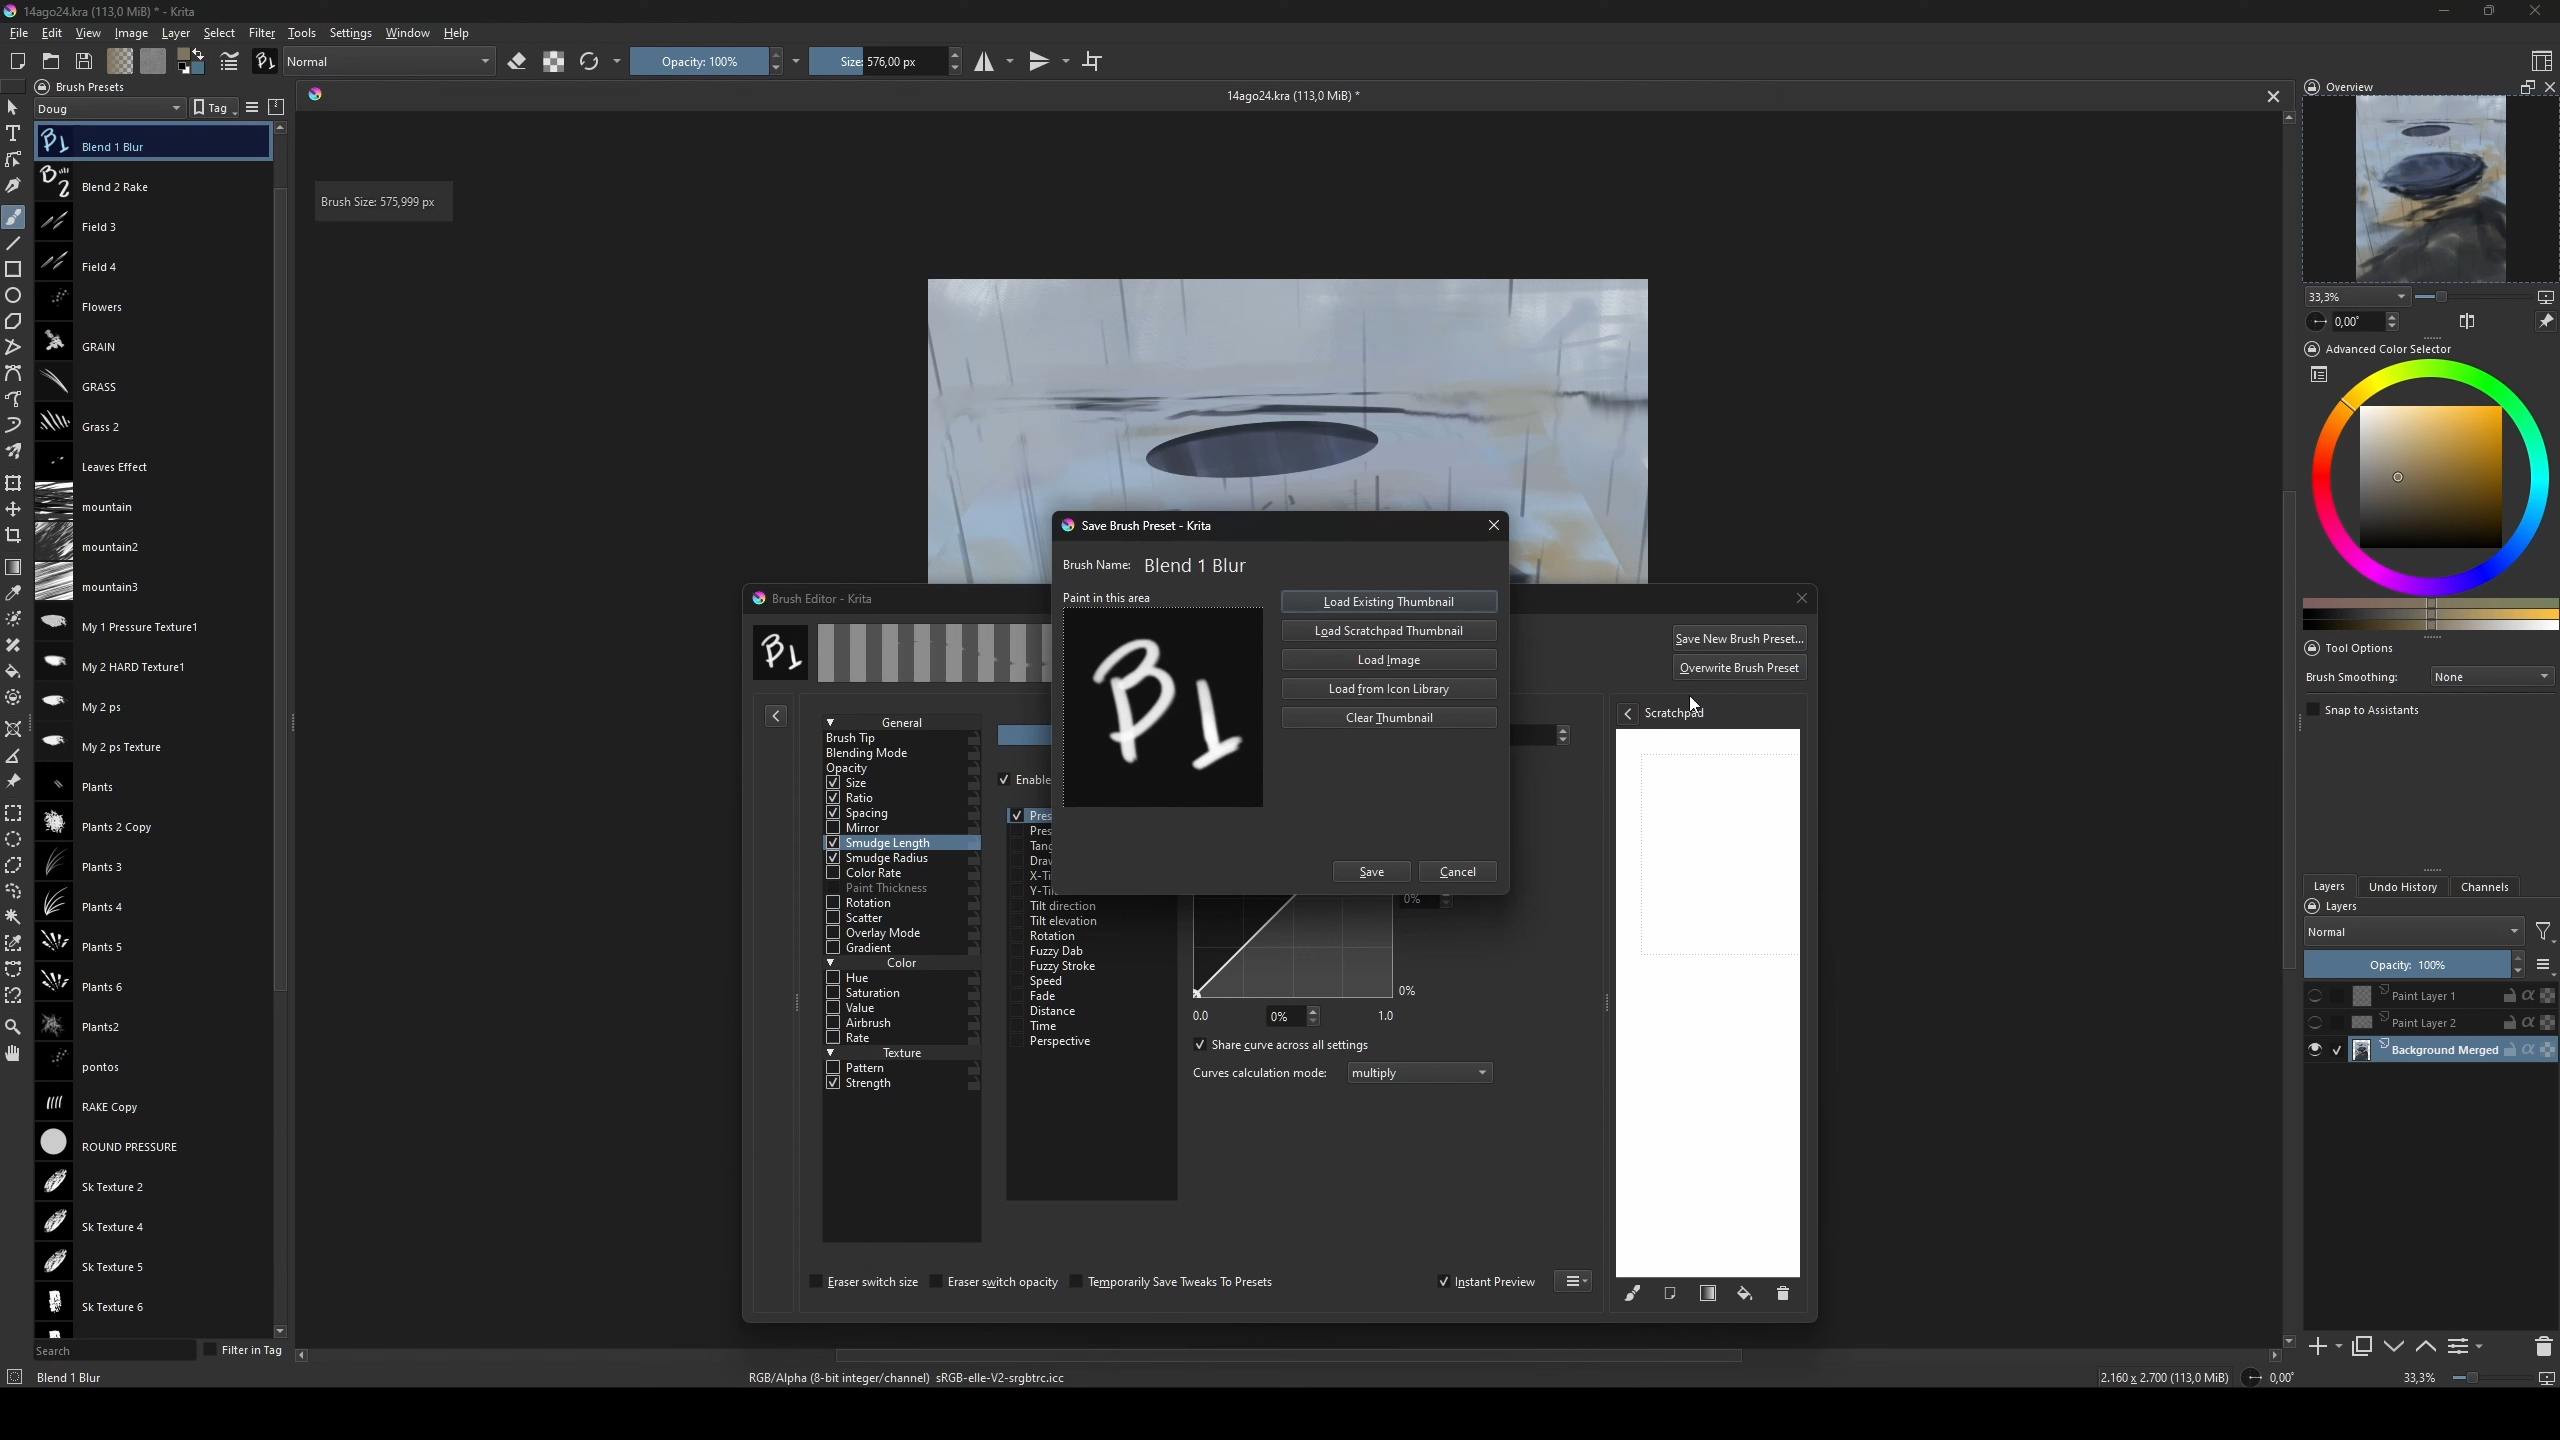 14ago24.kra (113,0 MiB) * - Krita
File Edit View Image Layer Select Filter Tools Settings Window Help
Normal
Opacity: 100%
Size: 576,00 px
Brush Presets
Doug
Tag
Blend 1 Blur
Blend 2 Rake
Field 3
Field 4
Flowers
GRAIN
GRASS
Grass 2
Leaves Effect
mountain
mountain2
mountain3
My 1 Pressure Texture1
My 2 HARD Texture1
My 2 ps
My 2 ps Texture
Plants
Plants 2 Copy
Plants 3
Plants 4
Plants 5
Plants 6
Plants2
pontos
RAKE Copy
ROUND PRESSURE
Sk Texture 2
Sk Texture 4
Sk Texture 5
Sk Texture 6
Search
Filter in Tag
Blend 1 Blur
14ago24.kra (113,0 MiB) *
Brush Size: 575,999 px
Save Brush Preset - Krita
Brush Name: Blend 1 Blur
Paint in this area
B1
Load Existing Thumbnail
Load Scratchpad Thumbnail
Load Image
Load from Icon Library
Clear Thumbnail
Save
Cancel
Brush Editor - Krita
B1
Save New Brush Preset...
Overwrite Brush Preset
Scratchpad
General
Brush Tip
Blending Mode
Opacity
Size
Ratio
Spacing
Mirror
Smudge Length
Smudge Radius
Color Rate
Paint Thickness
Rotation
Scatter
Overlay Mode
Gradient
Color
Hue
Saturation
Value
Airbrush
Rate
Texture
Pattern
Strength
Enable
Tilt direction
Tilt elevation
Rotation
Fuzzy Dab
Fuzzy Stroke
Speed
Fade
Distance
Time
Perspective
0%
0%
0.0
0%
1.0
Share curve across all settings
Curves calculation mode: multiply
Eraser switch size
Eraser switch opacity
Temporarily Save Tweaks To Presets
Instant Preview
RGB/Alpha (8-bit integer/channel) sRGB-elle-V2-srgbtrc.icc
2.160 x 2.700 (113,0 MiB)
0,00°
33,3%
Overview
33,3%
0,00°
Advanced Color Selector
Tool Options
Brush Smoothing: None
Snap to Assistants
Layers
Undo History
Channels
Layers
Normal
Opacity: 100%
Paint Layer 1
Paint Layer 2
Background Merged